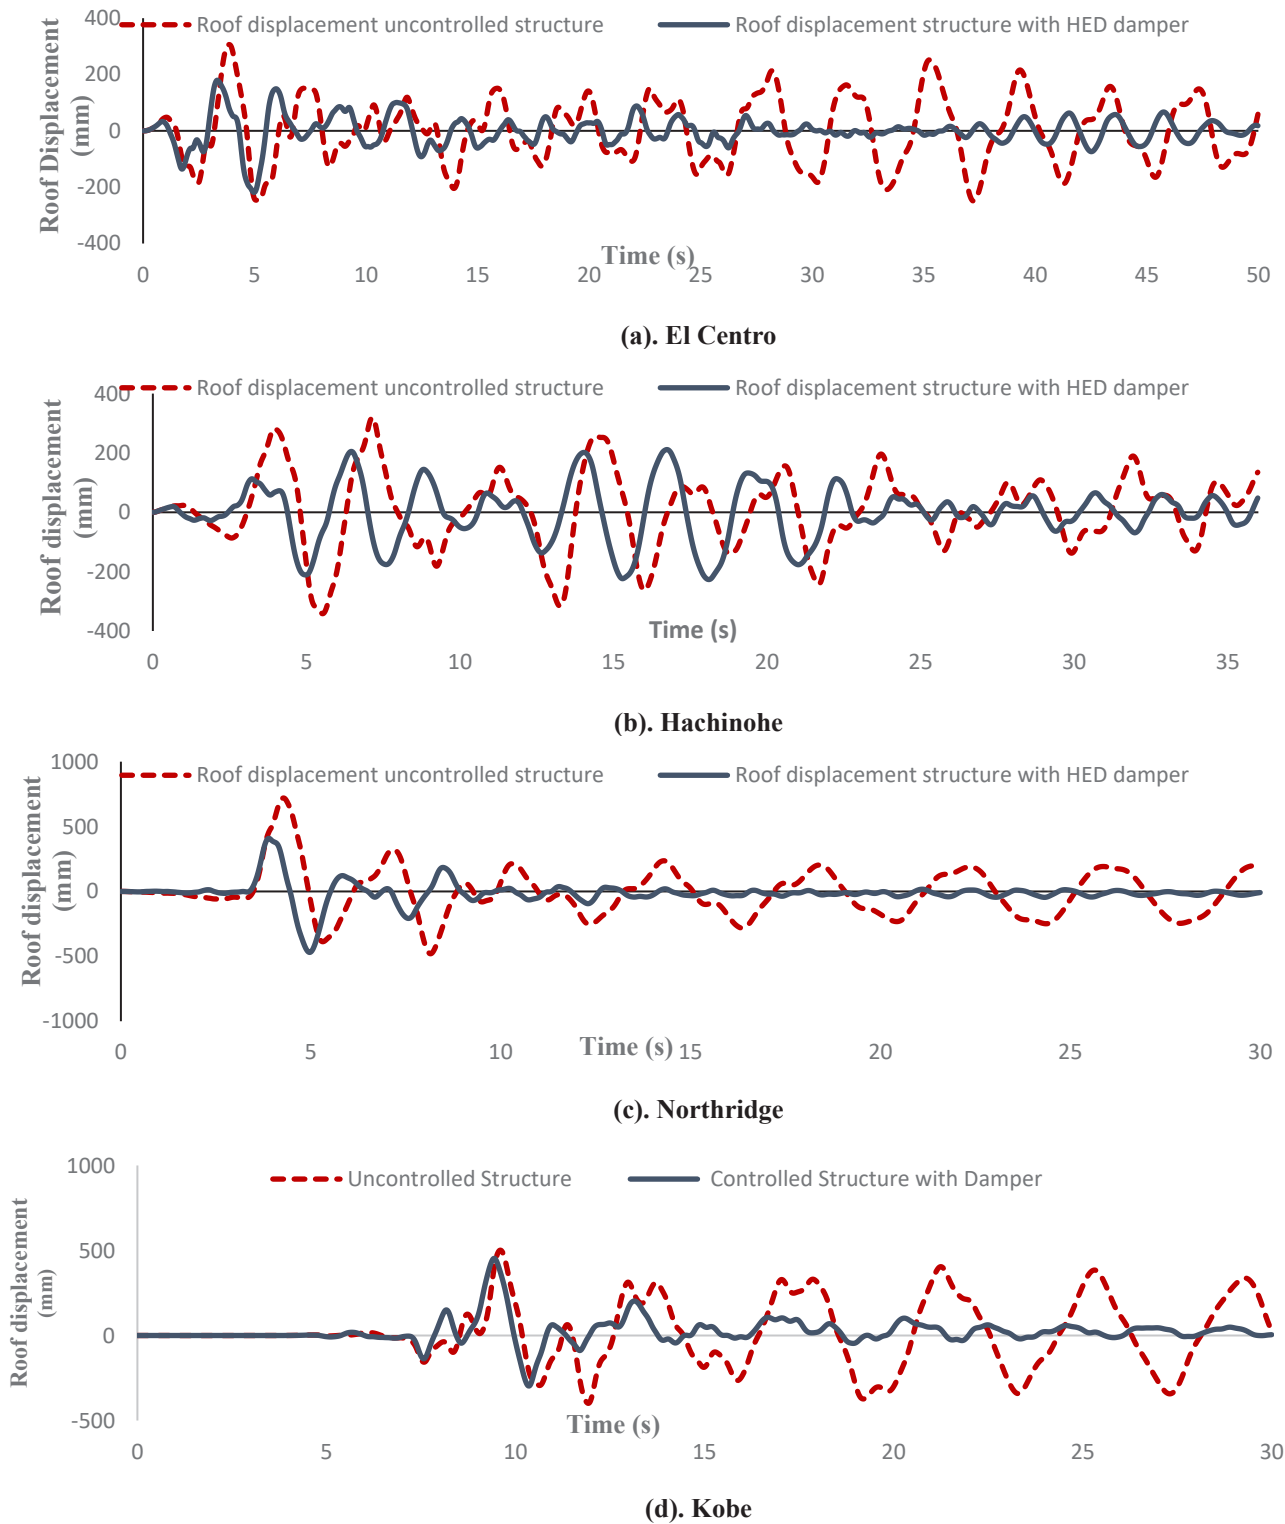 Roof displacement uncontrolled structure
Roof displacement structure with HED damper
Roof Displacement
(mm)
400
200
0
-200
-400
Time (s)
0 5 10 15 20 25 30 35 40 45 50
(a). El Centro
Roof displacement uncontrolled structure
Roof displacement structure with HED damper
Roof displacement
(mm)
400
200
0
-200
-400
Time (s)
0 5 10 15 20 25 30 35
(b). Hachinohe
Roof displacement uncontrolled structure
Roof displacement structure with HED damper
Roof displacement
(mm)
1000
500
0
-500
-1000
Time (s)
0 5 10 15 20 25 30
(c). Northridge
Uncontrolled Structure
Controlled Structure with Damper
Roof displacement
(mm)
1000
500
0
-500
Time (s)
0 5 10 15 20 25 30
(d). Kobe